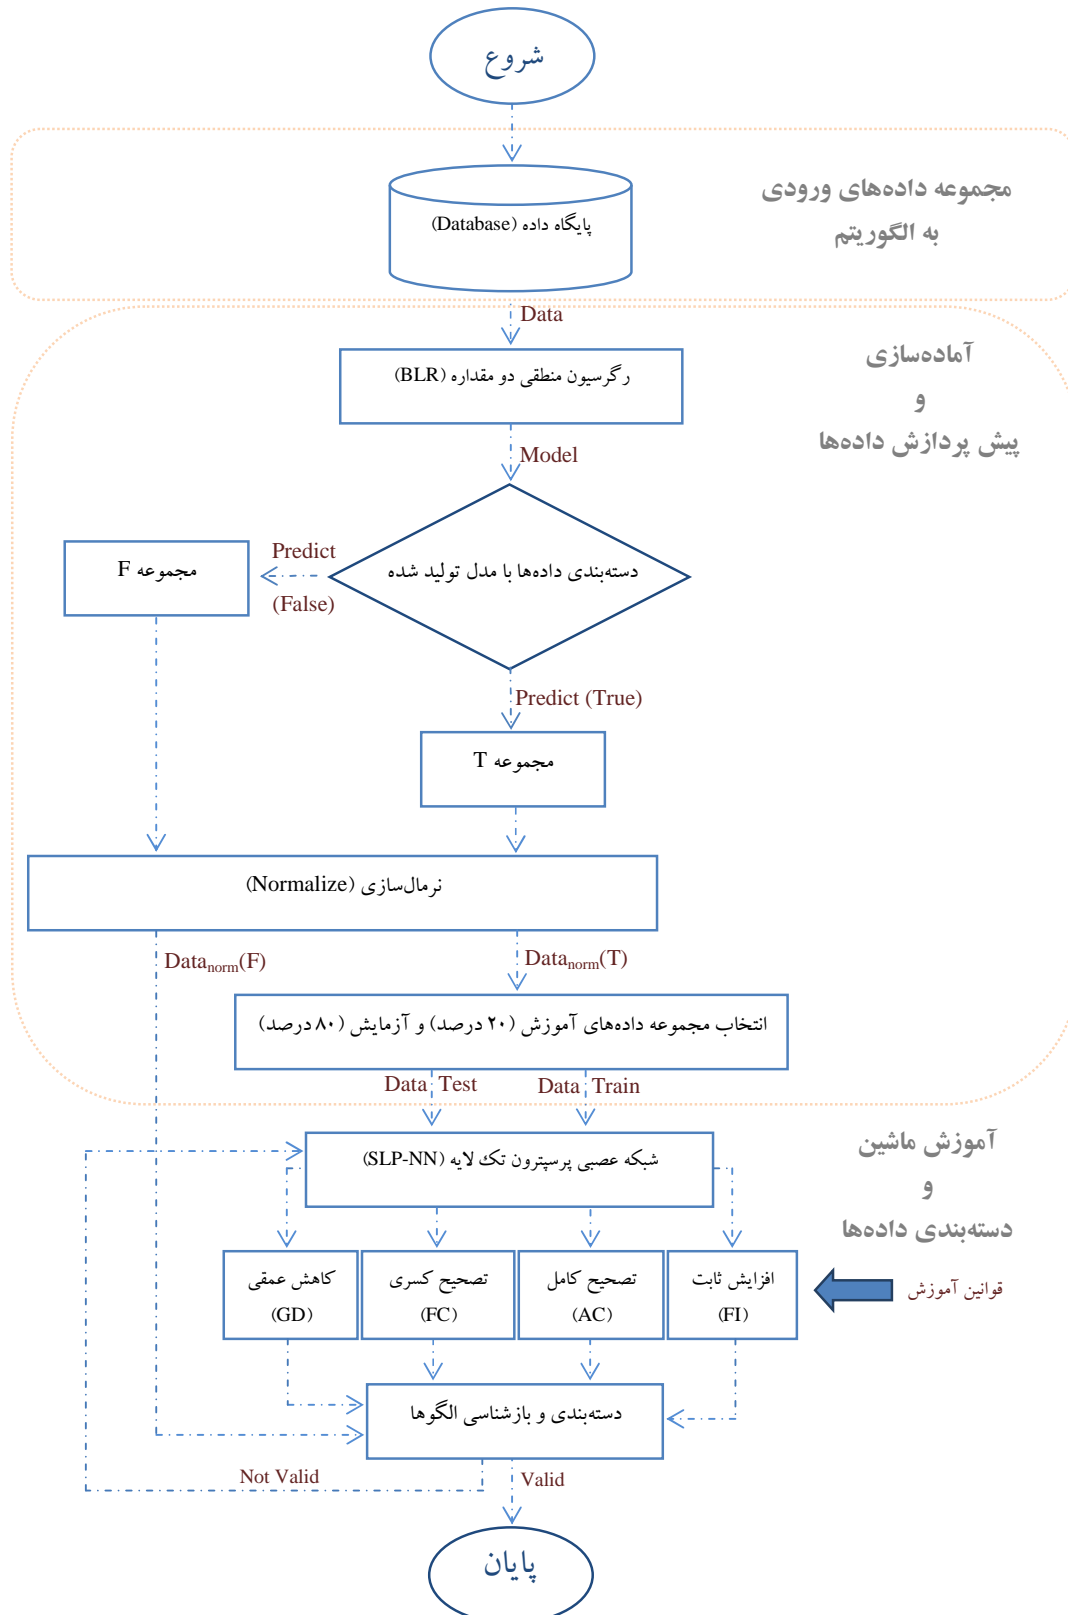 شروع
مجموعه داده‌های ورودی
به الگوریتم
پایگاه داده (Database)
Data
آماده‌سازی
و
پیش پردازش داده‌ها
رگرسیون منطقی دو مقداره (BLR)
Model
دسته‌بندی داده‌ها با مدل تولید شده
Predict
(False)
مجموعه F
Predict (True)
مجموعه T
نرمال‌سازی (Normalize)
Datanorm(F)
Datanorm(T)
انتخاب مجموعه داده‌های آموزش (۲۰ درصد) و آزمایش (۸۰ درصد)
Data Test
Data Train
آموزش ماشین
و
دسته‌بندی داده‌ها
شبکه عصبی پرسپترون تک لایه (SLP-NN)
کاهش عمقی
(GD)
تصحیح کسری
(FC)
تصحیح کامل
(AC)
افزایش ثابت
(FI)
قوانین آموزش
دسته‌بندی و بازشناسی الگوها
Not Valid
Valid
پایان